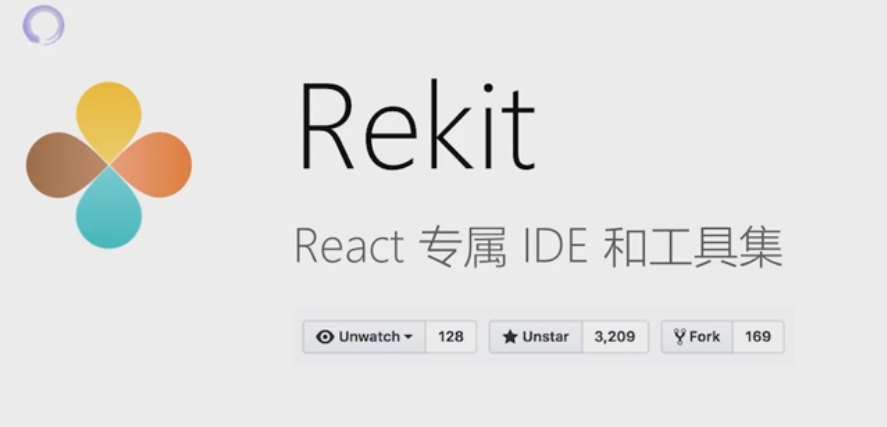 Rekit
React 专属 IDE 和工具集
Unwatch 128 Unstar 3,209 Fork 169